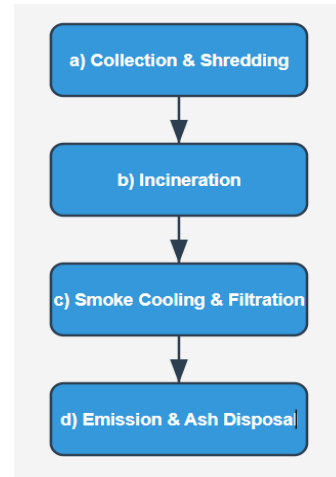 a) Collection & Shredding
b) Incineration
c) Smoke Cooling & Filtration
d) Emission & Ash Disposal